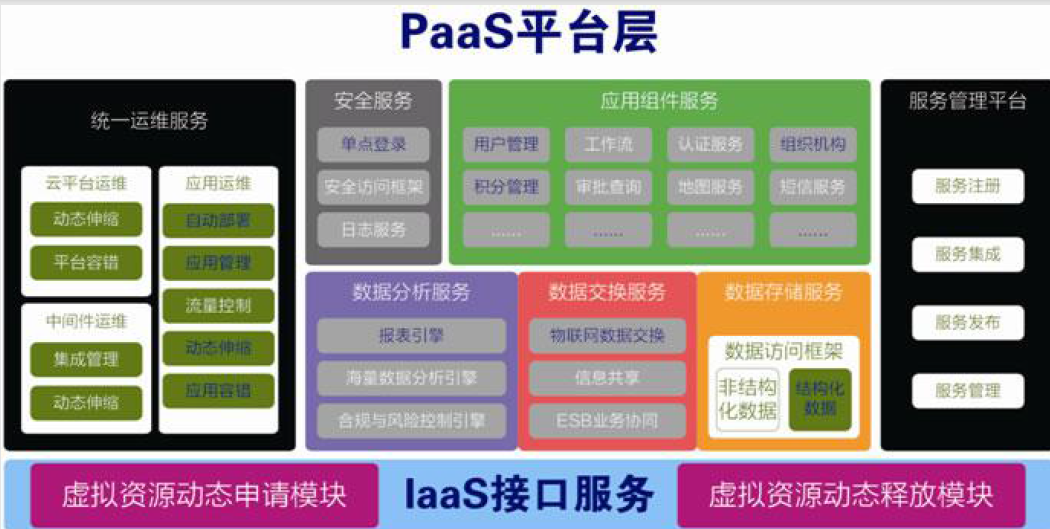 PaaS平台层
统一运维服务
云平台运维
动态伸缩
平台容错
中间件运维
集成管理
动态伸缩
应用运维
自动部署
应用管理
流量控制
动态伸缩
应用容错
安全服务
单点登录
安全访问框架
日志服务
应用组件服务
用户管理 工作流 认证服务 组织机构
积分管理 审批查询 地图服务 短信服务
...... ...... ...... ......
数据分析服务
报表引擎
海量数据分析引擎
合规与风险控制引擎
数据交换服务
物联网数据交换
信息共享
ESB业务协同
数据存储服务
数据访问框架
非结构
化数据
结构化
数据
服务管理平台
服务注册
服务集成
服务发布
服务管理
虚拟资源动态申请模块
IaaS接口服务
虚拟资源动态释放模块